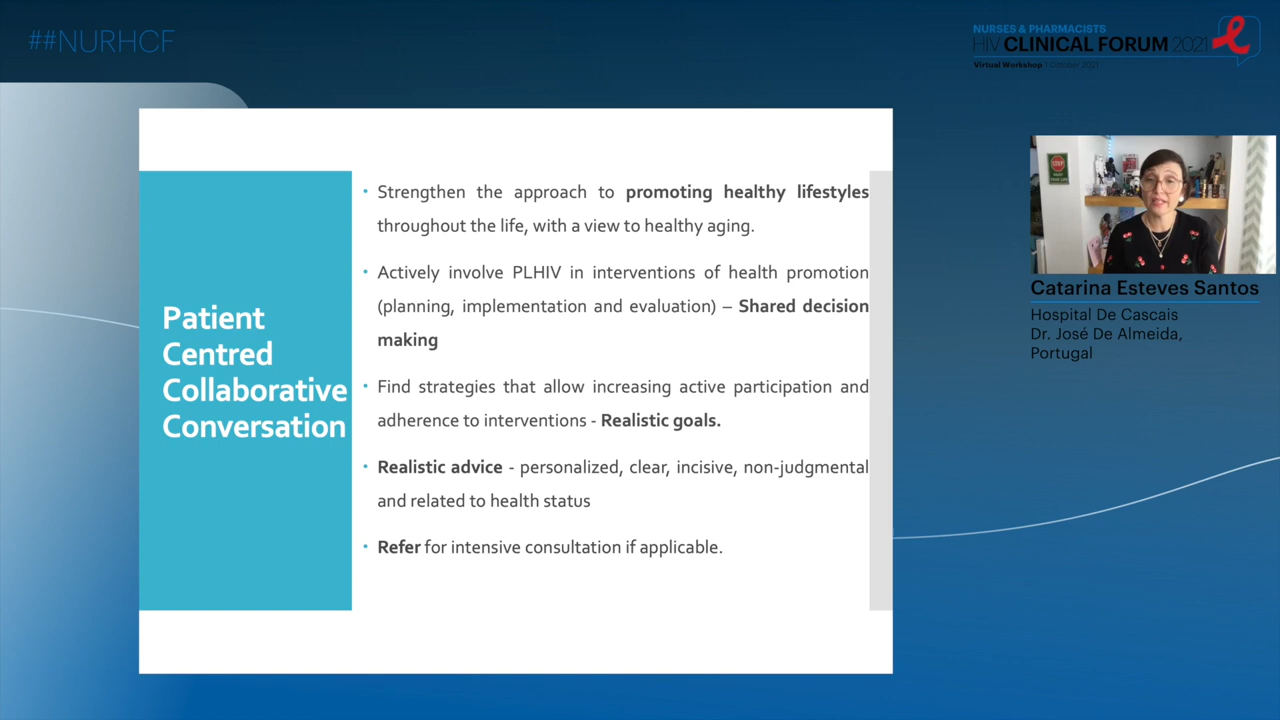 ##NURHCF
NURSES & PHARMACISTS
HIV CLINICAL FORUM 2021
Virtual Workshop 1 October 2021
Patient
Centred
Collaborative
Conversation
• Strengthen the approach to promoting healthy lifestyles
throughout the life, with a view to healthy aging.
• Actively involve PLHIV in interventions of health promotion
(planning, implementation and evaluation) – Shared decision
making
• Find strategies that allow increasing active participation and
adherence to interventions - Realistic goals.
• Realistic advice - personalized, clear, incisive, non-judgmental
and related to health status
• Refer for intensive consultation if applicable.
STOP
Catarina Esteves Santos
Hospital De Cascais
Dr. José De Almeida,
Portugal